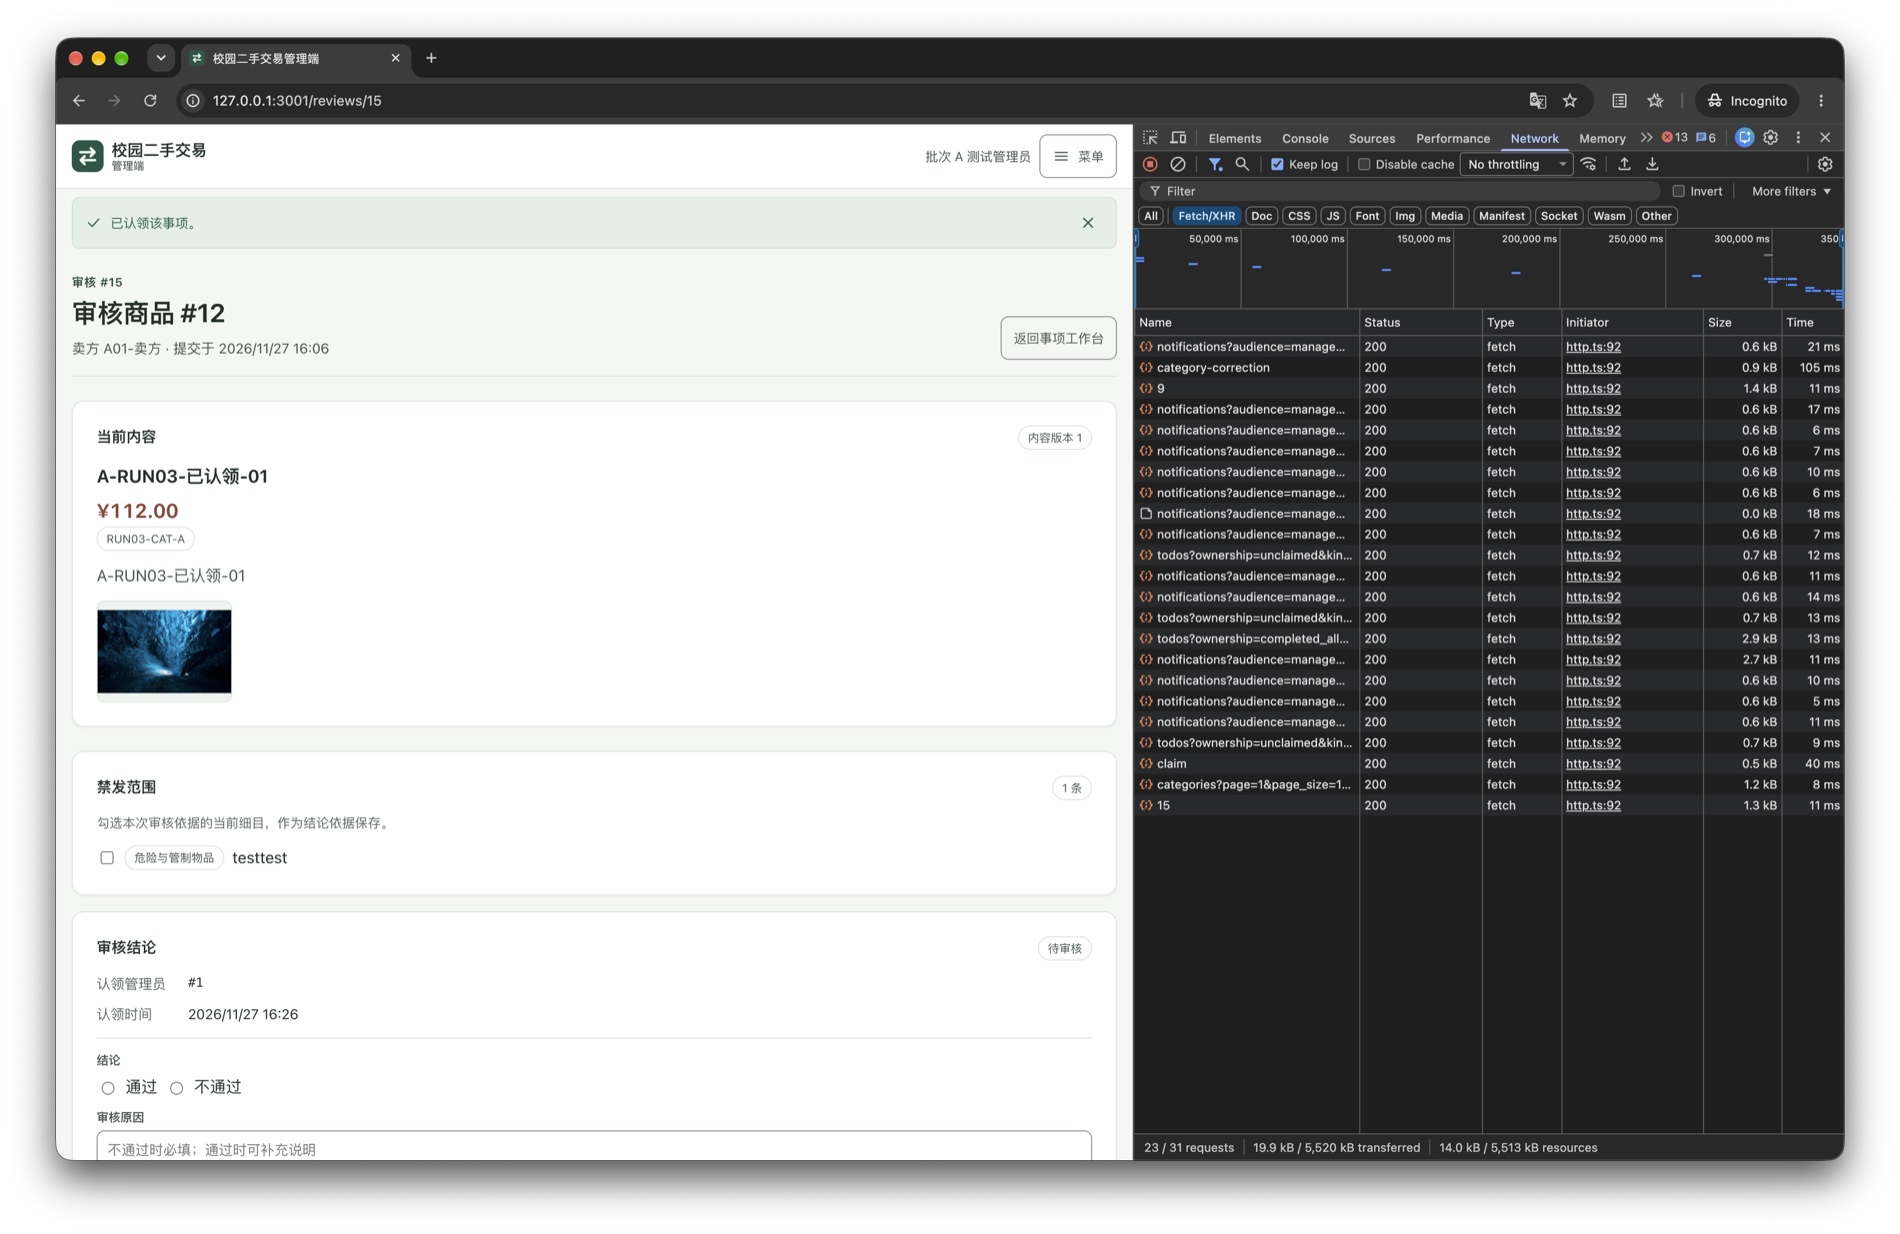 校园二手交易管理端
127.0.0.1:3001/reviews/15
Incognito
校园二手交易
管理端
批次 A 测试管理员
菜单
已认领该事项。
审核 #15
审核商品 #12
卖方 A01-卖方 · 提交于 2026/11/27 16:06
返回事项工作台
当前内容
内容版本 1
A-RUN03-已认领-01
¥112.00
RUN03-CAT-A
A-RUN03-已认领-01
禁发范围
1 条
勾选本次审核依据的当前细目，作为结论依据保存。
危险与管制物品 testtest
审核结论
待审核
认领管理员 #1
认领时间 2026/11/27 16:26
结论
通过 不通过
审核原因
不通过时必填；通过时可补充说明
Elements Console Sources Performance Network Memory 13 6
Keep log Disable cache No throttling
Filter Invert More filters
All Fetch/XHR Doc CSS JS Font Img Media Manifest Socket Wasm Other
50,000 ms 100,000 ms 150,000 ms 200,000 ms 250,000 ms 300,000 ms 350
Name Status Type Initiator Size Time
notifications?audience=manage... 200 fetch http.ts:92 0.6 kB 21 ms
category-correction 200 fetch http.ts:92 0.9 kB 105 ms
9 200 fetch http.ts:92 1.4 kB 11 ms
notifications?audience=manage... 200 fetch http.ts:92 0.6 kB 17 ms
notifications?audience=manage... 200 fetch http.ts:92 0.6 kB 6 ms
notifications?audience=manage... 200 fetch http.ts:92 0.6 kB 7 ms
notifications?audience=manage... 200 fetch http.ts:92 0.6 kB 10 ms
notifications?audience=manage... 200 fetch http.ts:92 0.6 kB 6 ms
notifications?audience=manage... 200 fetch http.ts:92 0.0 kB 18 ms
notifications?audience=manage... 200 fetch http.ts:92 0.6 kB 7 ms
todos?ownership=unclaimed&kin... 200 fetch http.ts:92 0.7 kB 12 ms
notifications?audience=manage... 200 fetch http.ts:92 0.6 kB 11 ms
notifications?audience=manage... 200 fetch http.ts:92 0.6 kB 14 ms
todos?ownership=unclaimed&kin... 200 fetch http.ts:92 0.7 kB 13 ms
todos?ownership=completed_all... 200 fetch http.ts:92 2.9 kB 13 ms
notifications?audience=manage... 200 fetch http.ts:92 2.7 kB 11 ms
notifications?audience=manage... 200 fetch http.ts:92 0.6 kB 10 ms
notifications?audience=manage... 200 fetch http.ts:92 0.6 kB 5 ms
notifications?audience=manage... 200 fetch http.ts:92 0.6 kB 11 ms
todos?ownership=unclaimed&kin... 200 fetch http.ts:92 0.7 kB 9 ms
claim 200 fetch http.ts:92 0.5 kB 40 ms
categories?page=1&page_size=1... 200 fetch http.ts:92 1.2 kB 8 ms
15 200 fetch http.ts:92 1.3 kB 11 ms
23 / 31 requests 19.9 kB / 5,520 kB transferred 14.0 kB / 5,513 kB resources